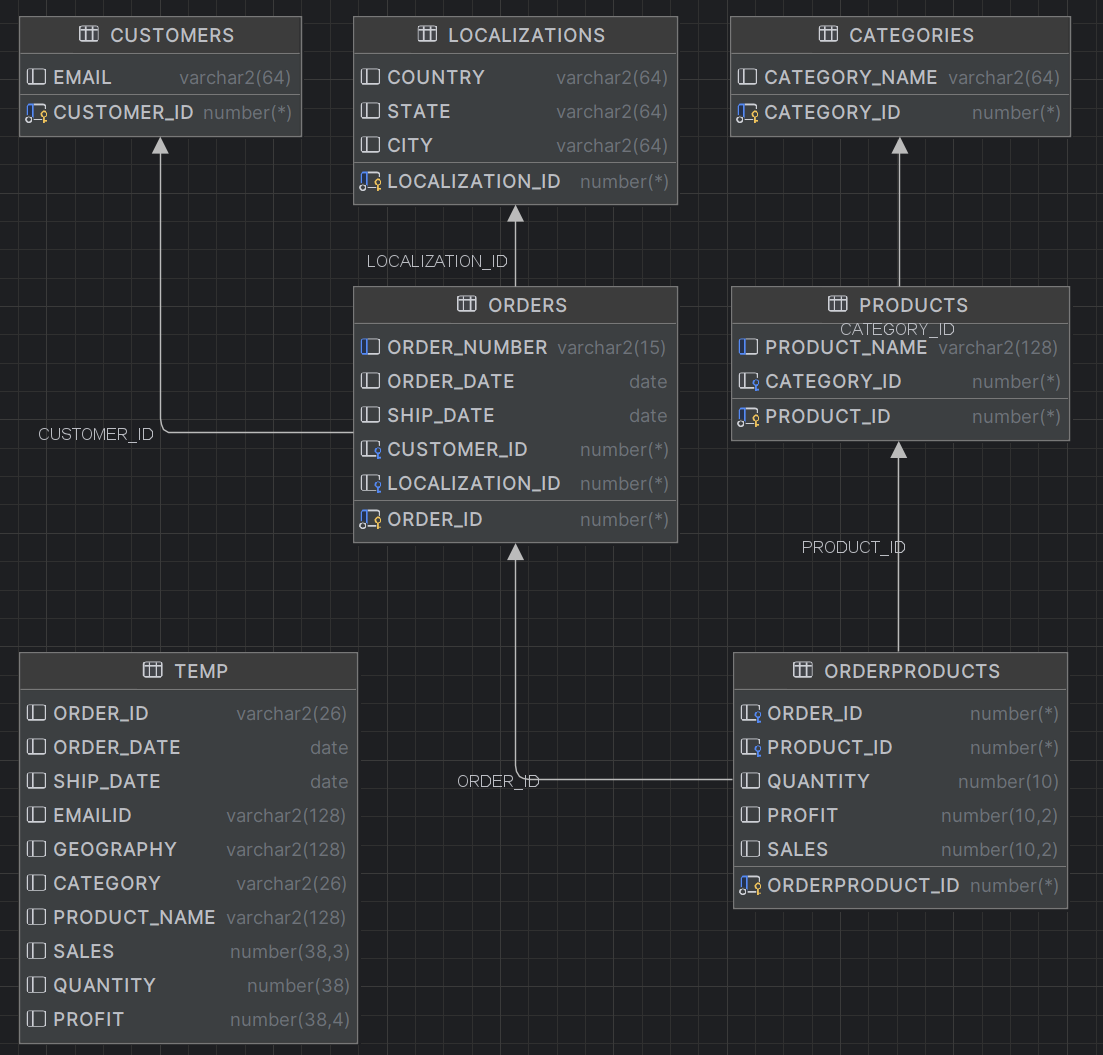 CUSTOMERS
EMAIL varchar2(64)
CUSTOMER_ID number(*)
LOCALIZATIONS
COUNTRY varchar2(64)
STATE varchar2(64)
CITY varchar2(64)
LOCALIZATION_ID number(*)
CATEGORIES
CATEGORY_NAME varchar2(64)
CATEGORY_ID number(*)
LOCALIZATION_ID
CUSTOMER_ID
ORDERS
ORDER_NUMBER varchar2(15)
ORDER_DATE date
SHIP_DATE date
CUSTOMER_ID number(*)
LOCALIZATION_ID number(*)
ORDER_ID number(*)
PRODUCTS
CATEGORY_ID
PRODUCT_NAME varchar2(128)
CATEGORY_ID number(*)
PRODUCT_ID number(*)
PRODUCT_ID
TEMP
ORDER_ID varchar2(26)
ORDER_DATE date
SHIP_DATE date
EMAILID varchar2(128)
GEOGRAPHY varchar2(128)
CATEGORY varchar2(26)
PRODUCT_NAME varchar2(128)
SALES number(38,3)
QUANTITY number(38)
PROFIT number(38,4)
ORDER_ID
ORDERPRODUCTS
ORDER_ID number(*)
PRODUCT_ID number(*)
QUANTITY number(10)
PROFIT number(10,2)
SALES number(10,2)
ORDERPRODUCT_ID number(*)